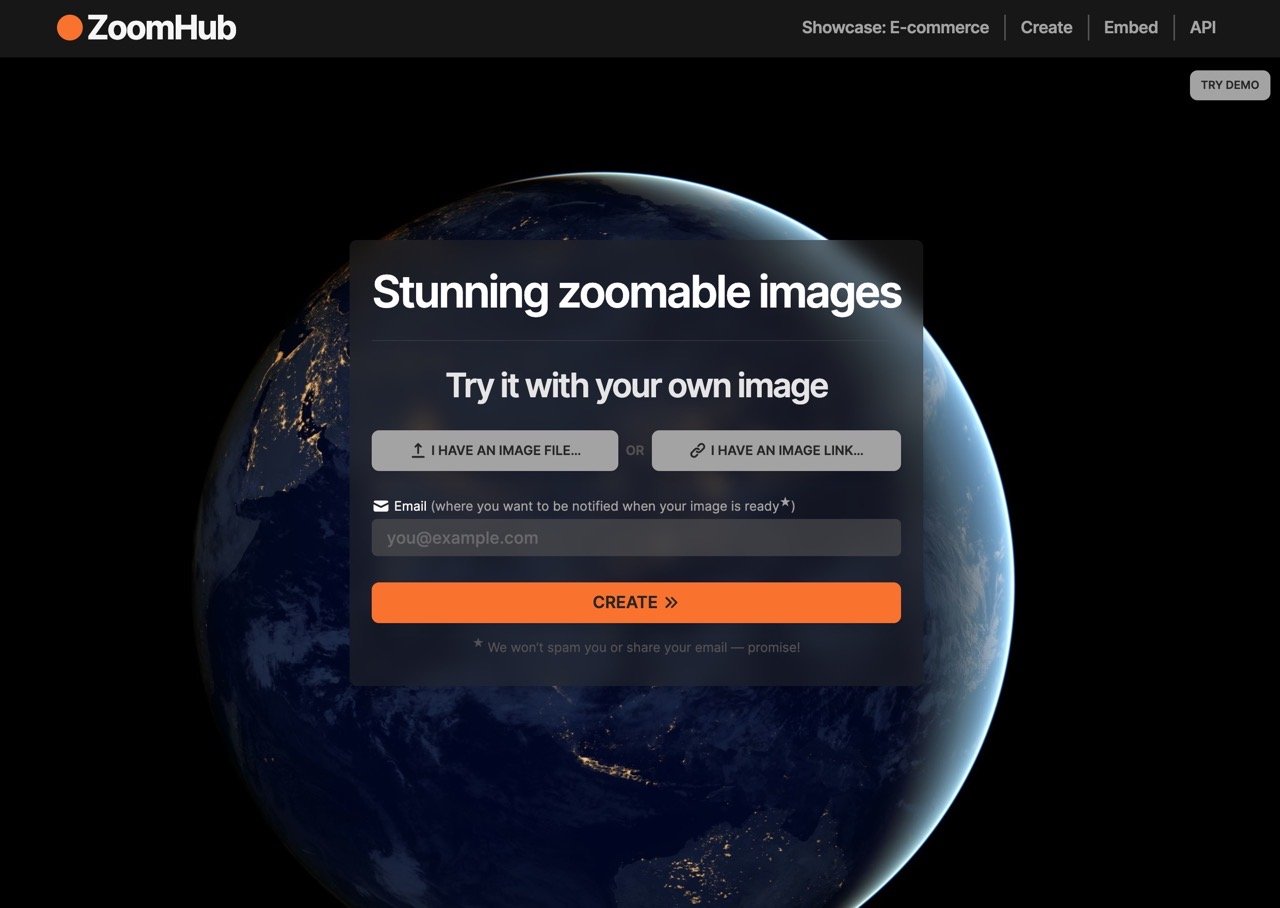 ZoomHub
Showcase: E-commerce
Create
Embed
API
TRY DEMO
Stunning zoomable images
Try it with your own image
I HAVE AN IMAGE FILE...
OR
I HAVE AN IMAGE LINK...
Email (where you want to be notified when your image is ready★)
you@example.com
CREATE »
★ We won't spam you or share your email — promise!